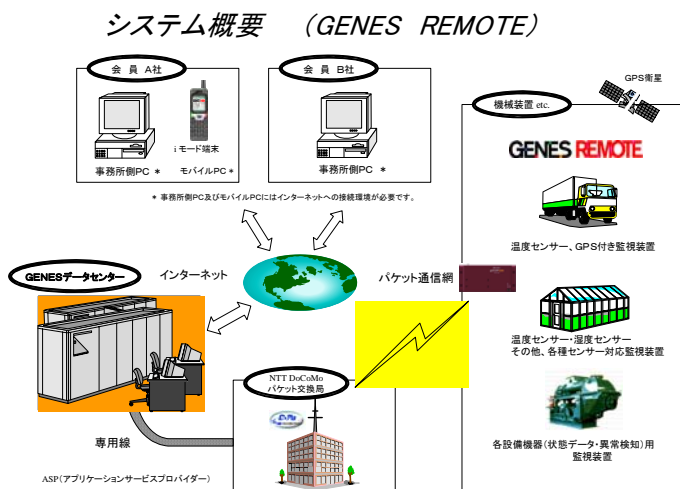 システム概要 (GENES REMOTE)
会 員 A社
会 員 B社
機械装置 etc.
GPS衛星
iモード端末
事務所側PC *
モバイルPC *
事務所側PC *
GENES REMOTE
* 事務所側PC及びモバイルPCにはインターネットへの接続環境が必要です。
温度センサー、GPS付き監視装置
GENESデータセンター
インターネット
パケット通信網
温度センサー・湿度センサー
その他、各種センサー対応監視装置
NTT DoCoMo
パケット交換局
DoPa
専用線
各設備機器(状態データ・異常検知)用
監視装置
ASP(アプリケーションサービスプロバイダー)